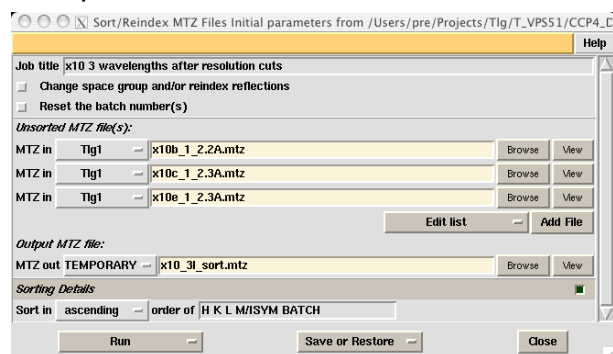 X Sort/Reindex MTZ Files Initial parameters from /Users/pre/Projects/Tlg/T_VPS51/CCP4_D
Help
Job title x10 3 wavelengths after resolution cuts
Change space group and/or reindex reflections
Reset the batch number(s)
Unsorted MTZ file(s):
MTZ in Tlg1 x10b_1_2.2A.mtz Browse View
MTZ in Tlg1 x10c_1_2.3A.mtz Browse View
MTZ in Tlg1 x10e_1_2.3A.mtz Browse View
Edit list Add File
Output MTZ file:
MTZ out TEMPORARY x10_3l_sort.mtz Browse View
Sorting Details
Sort in ascending order of H K L M/ISYM BATCH
Run Save or Restore Close